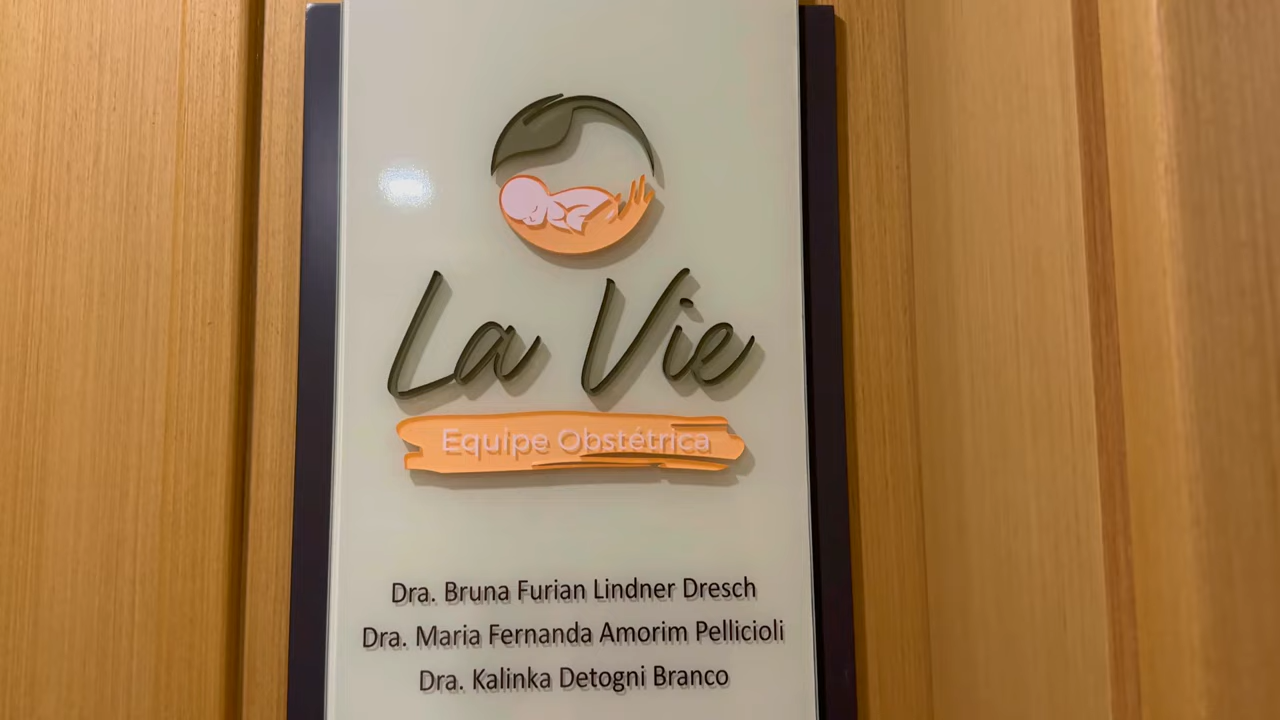 La Vie
Equipe Obstétrica
Dra. Bruna Furian Lindner Dresch
Dra. Maria Fernanda Amorim Pellicioli
Dra. Kalinka Detogni Branco